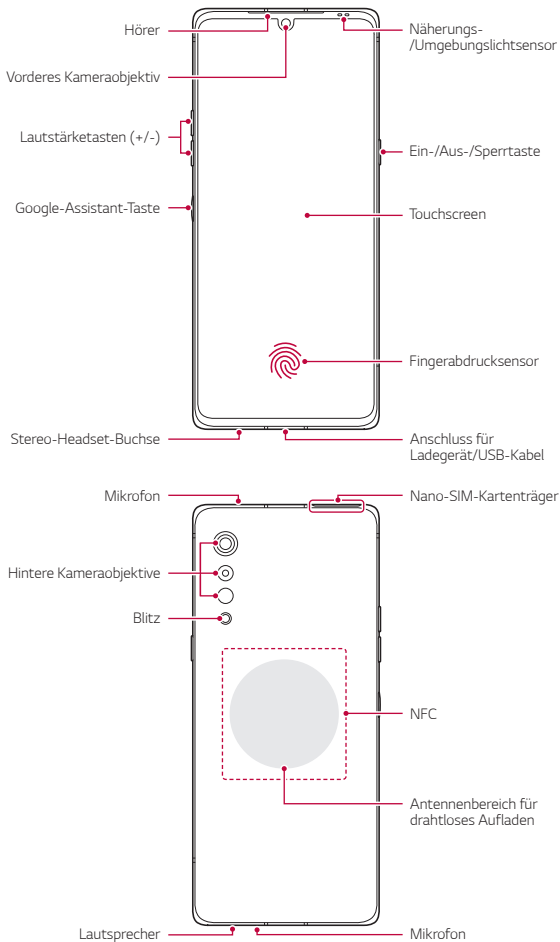 Hörer
Näherungs-
/Umgebungslichtsensor
Vorderes Kameraobjektiv
Lautstärketasten (+/-)
Ein-/Aus-/Sperrtaste
Google-Assistant-Taste
Touchscreen
Fingerabdrucksensor
Stereo-Headset-Buchse
Anschluss für
Ladegerät/USB-Kabel
Mikrofon
Nano-SIM-Kartenträger
Hintere Kameraobjektive
Blitz
NFC
Antennenbereich für
drahtloses Aufladen
Lautsprecher
Mikrofon